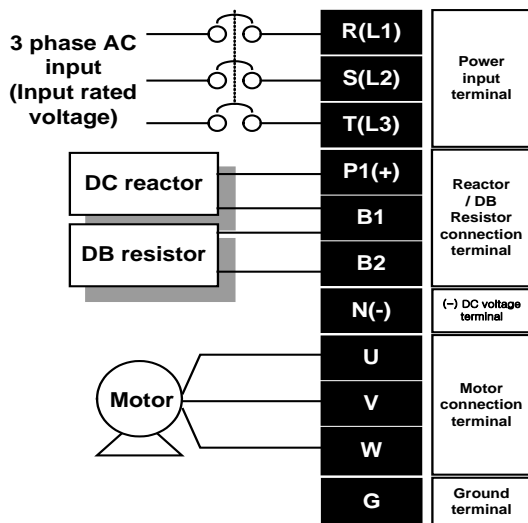 3 phase AC
input
(Input rated
voltage)
R(L1)
S(L2)
T(L3)
Power
input
terminal
DC reactor
DB resistor
P1(+)
B1
B2
Reactor
/ DB
Resistor
connection
terminal
N(-)
(−) DC voltage
terminal
Motor
U
V
W
Motor
connection
terminal
G
Ground
terminal